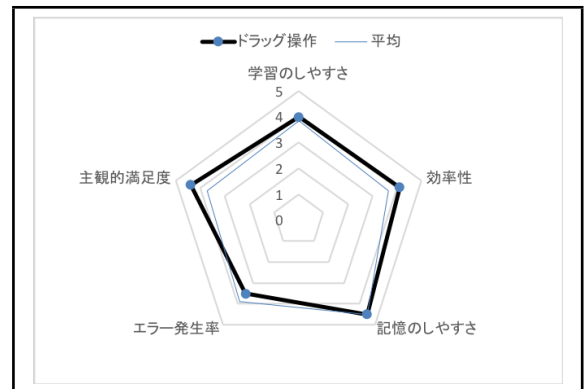 ドラッグ操作 平均
学習のしやすさ
5
4
3
2
1
0
効率性
記憶のしやすさ
エラー発生率
主観的満足度